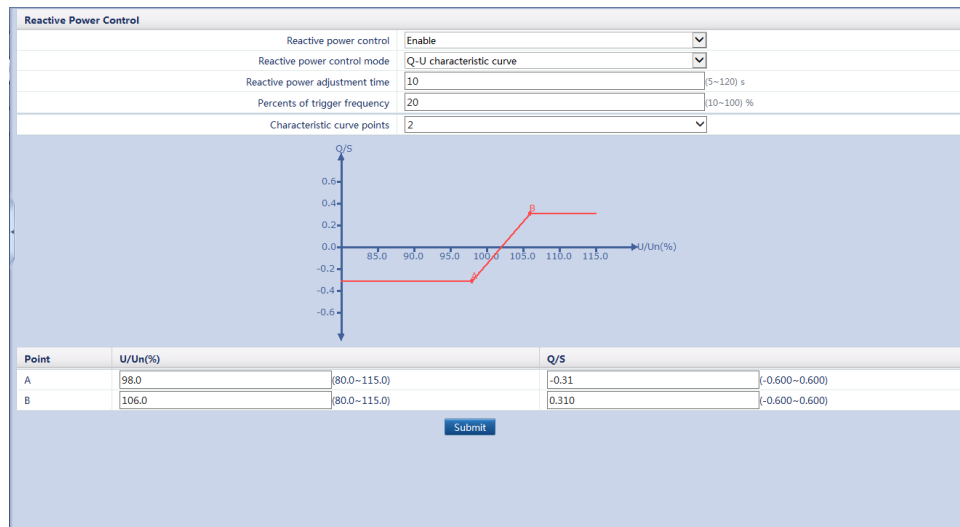 Reactive Power Control
Reactive power control Enable
Reactive power control mode Q-U characteristic curve
Reactive power adjustment time 10 (5~120) s
Percents of trigger frequency 20 (10~100) %
Characteristic curve points 2
Q/S
0.6
0.4
B
0.2
0.0 U/Un(%)
85.0 90.0 95.0 100.0 105.0 110.0 115.0
-0.2
A
-0.4
-0.6
Point U/Un(%) Q/S
A 98.0 (80.0~115.0) -0.31 (-0.600~0.600)
B 106.0 (80.0~115.0) 0.310 (-0.600~0.600)
Submit